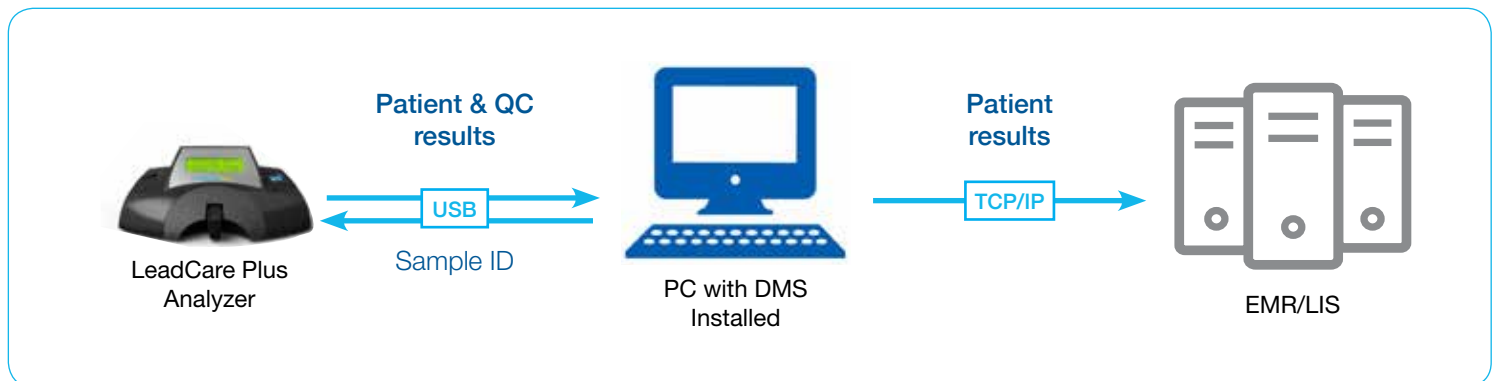 Patient & QC
results
USB
Sample ID
LeadCare Plus
Analyzer
PC with DMS
Installed
Patient
results
TCP/IP
EMR/LIS